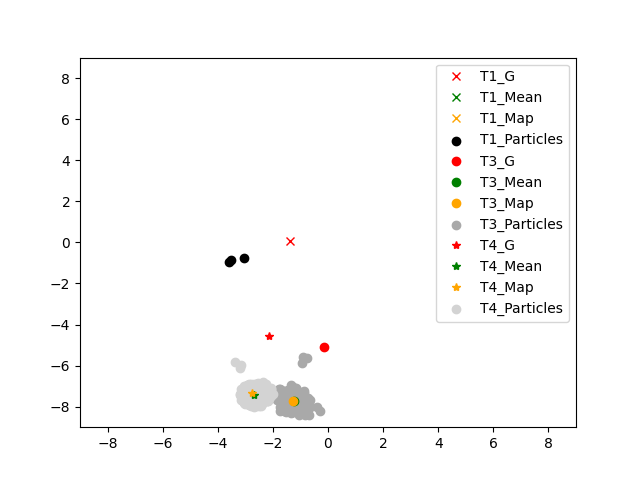 8
6
4
2
0
−2
−4
−6
−8
−8
−6
−4
−2
0
2
4
6
8
T1_G
T1_Mean
T1_Map
T1_Particles
T3_G
T3_Mean
T3_Map
T3_Particles
T4_G
T4_Mean
T4_Map
T4_Particles